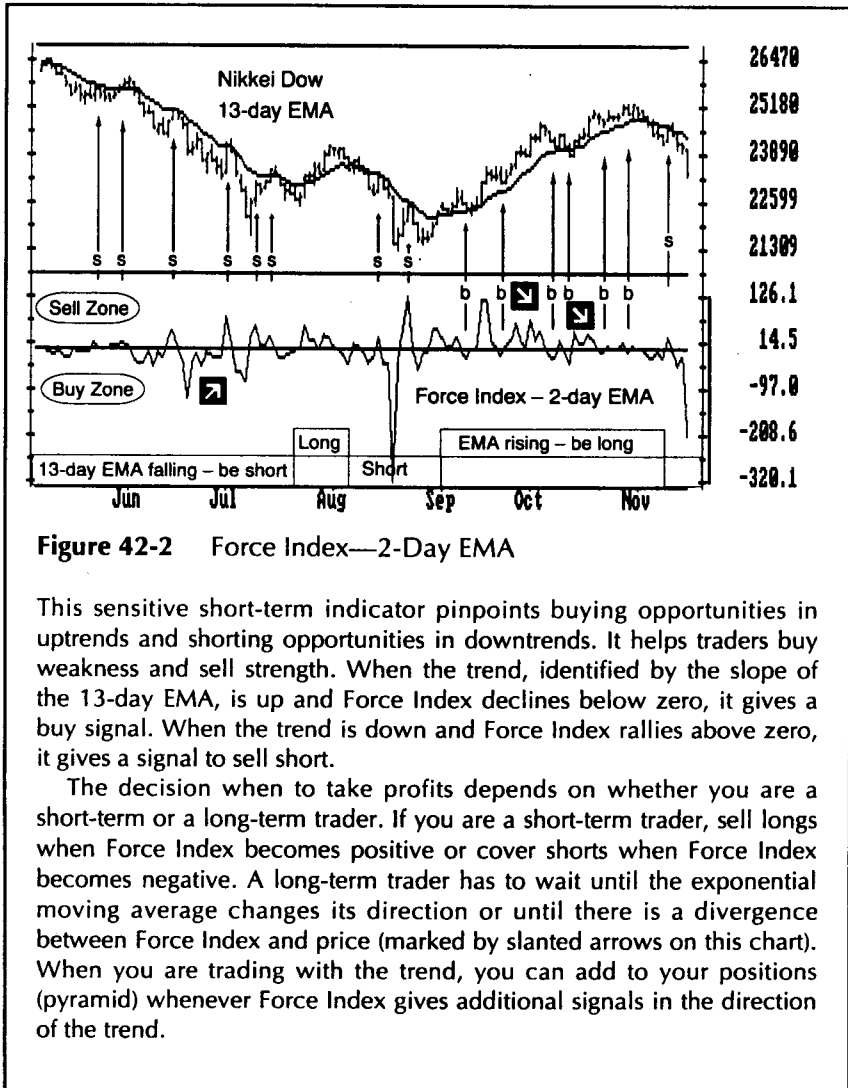 Nikkei Dow
13-day EMA
26470
25180
23890
22599
21309
s s s s s s s s s
b b b b b b
126.1
14.5
-97.0
-208.6
-320.1
Sell Zone
Buy Zone
Force Index – 2-day EMA
Long
EMA rising – be long
13-day EMA falling – be short
Short
Jun Jul Aug Sep Oct Nov
Figure 42-2 Force Index—2-Day EMA
This sensitive short-term indicator pinpoints buying opportunities in
uptrends and shorting opportunities in downtrends. It helps traders buy
weakness and sell strength. When the trend, identified by the slope of
the 13-day EMA, is up and Force Index declines below zero, it gives a
buy signal. When the trend is down and Force Index rallies above zero,
it gives a signal to sell short.
The decision when to take profits depends on whether you are a
short-term or a long-term trader. If you are a short-term trader, sell longs
when Force Index becomes positive or cover shorts when Force Index
becomes negative. A long-term trader has to wait until the exponential
moving average changes its direction or until there is a divergence
between Force Index and price (marked by slanted arrows on this chart).
When you are trading with the trend, you can add to your positions
(pyramid) whenever Force Index gives additional signals in the direction
of the trend.